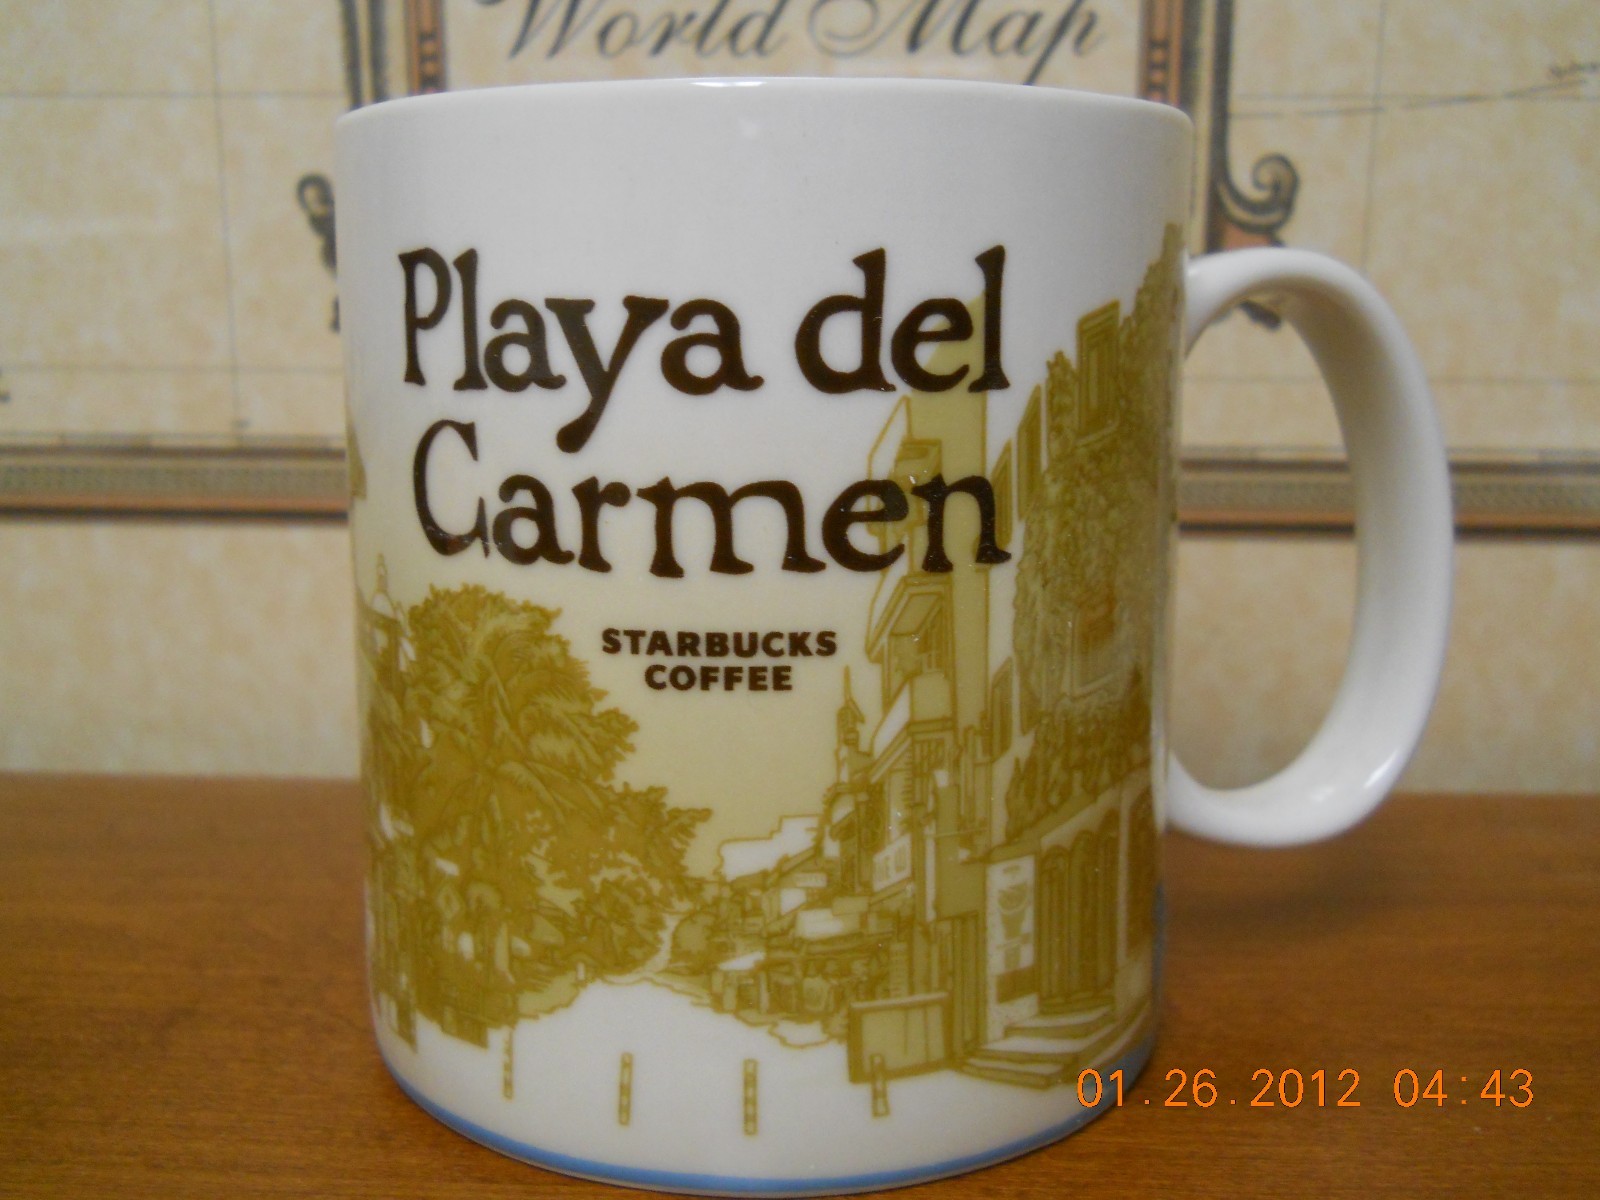 World Map
Playa del
Carmen
STARBUCKS
COFFEE
01.26.2012 04:43